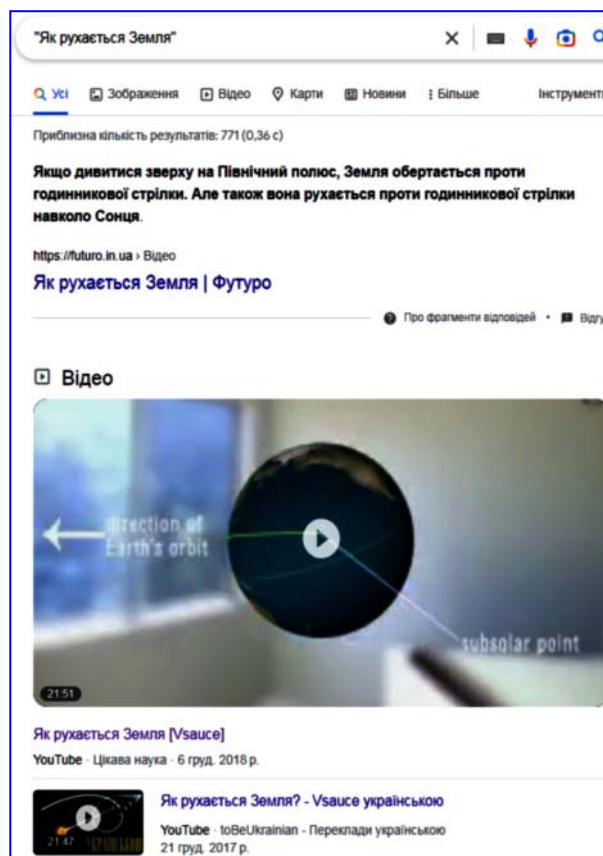 "Як рухається Земля"
Усі Зображення Відео Карти Новини Більше Інструменти
Приблизна кількість результатів: 771 (0,36 с)
Якщо дивитися зверху на Північний полюс, Земля обертається проти
годинникової стрілки. Але також вона рухається проти годинникової стрілки
навколо Сонця.
https://futuro.in.ua › Відео
Як рухається Земля | Футуро
Про фрагменти відповідей • Відгу
Відео
direction of
Earth's orbit
subsolar point
21:51
Як рухається Земля [Vsauce]
YouTube · Цікава наука · 6 груд. 2018 р.
Як рухається Земля? - Vsauce українською
YouTube · toBeUkrainian - Переклади українською
21:47
21 груд. 2017 р.